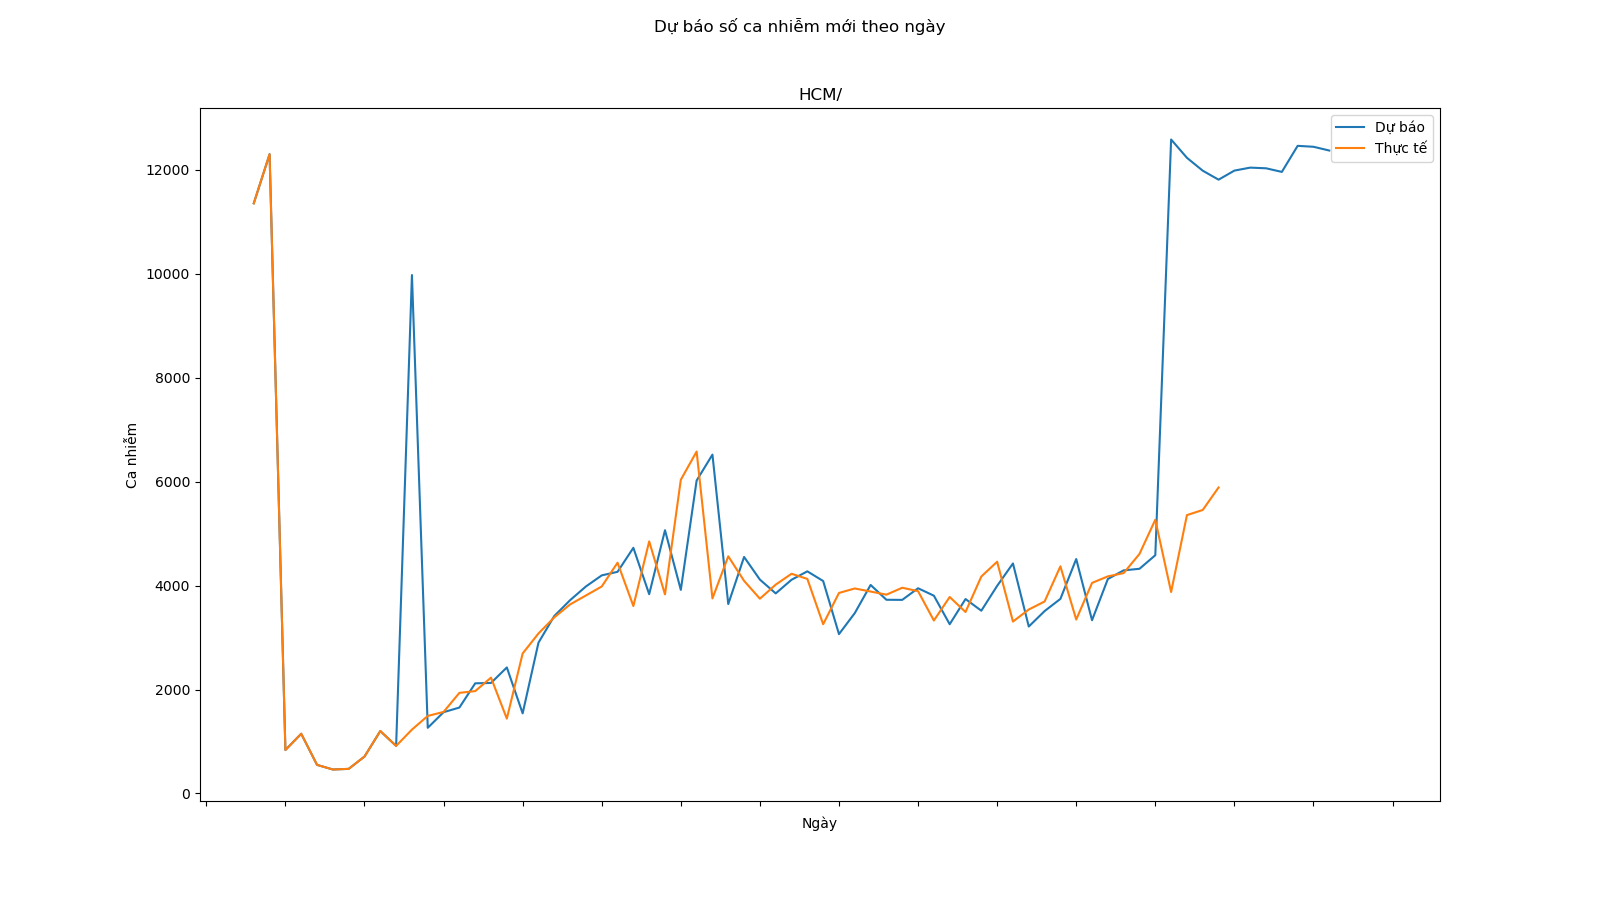 Dự báo số ca nhiễm mới theo ngày
HCM/
Dự báo
Thực tế
12000
10000
8000
6000
4000
2000
0
Ca nhiễm
Ngày